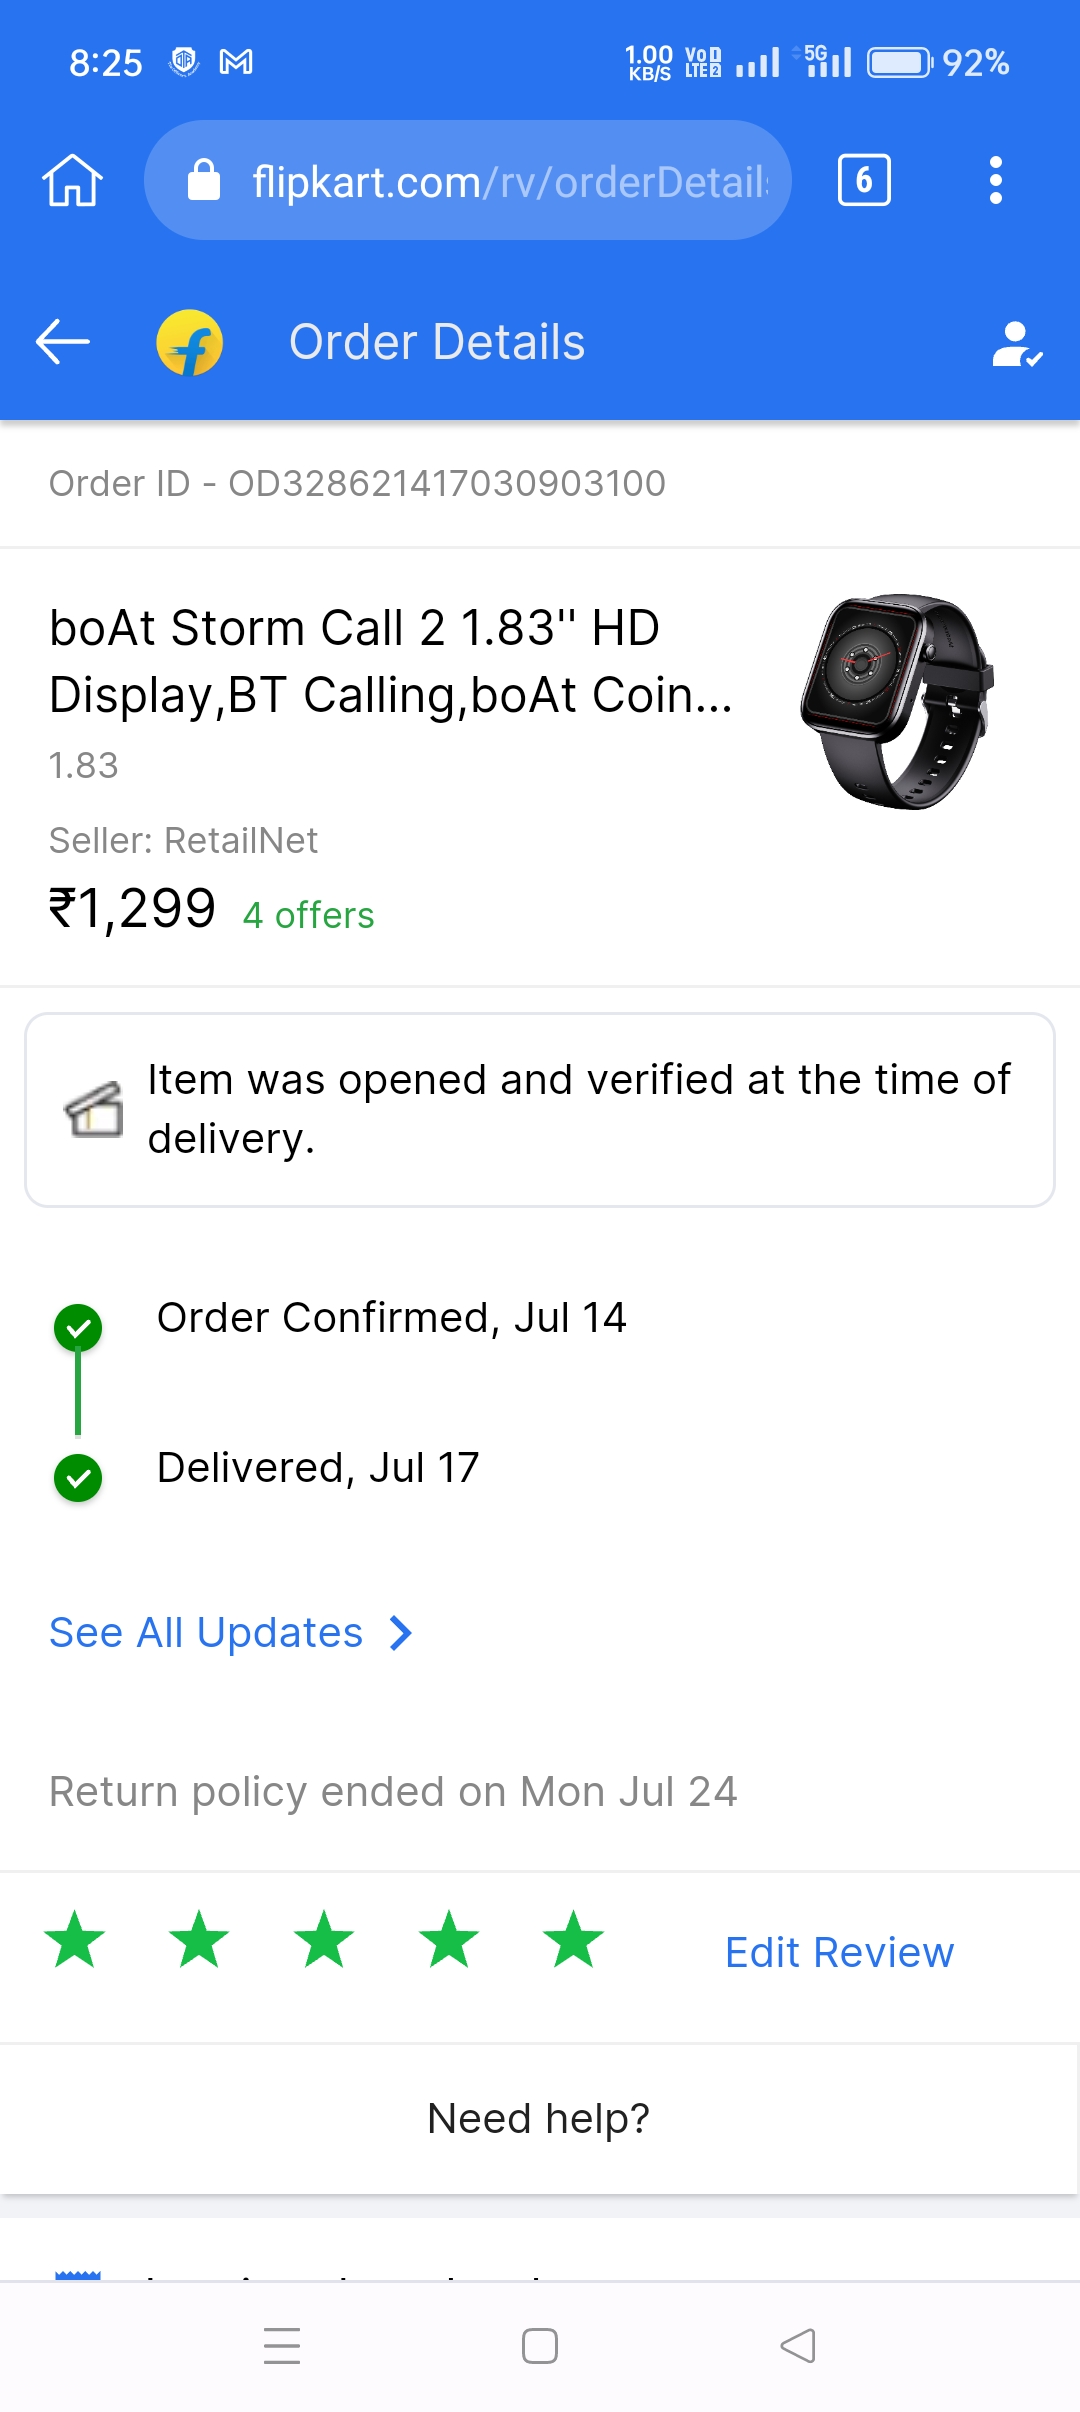 8:25
1.00 KB/S
VoD LTE2
5G
92%
flipkart.com/rv/orderDetail
6
Order Details
Order ID - OD328621417030903100
boAt Storm Call 2 1.83'' HD
Display,BT Calling,boAt Coin...
1.83
Seller: RetailNet
₹1,299 4 offers
Item was opened and verified at the time of
delivery.
Order Confirmed, Jul 14
Delivered, Jul 17
See All Updates
Return policy ended on Mon Jul 24
Edit Review
Need help?